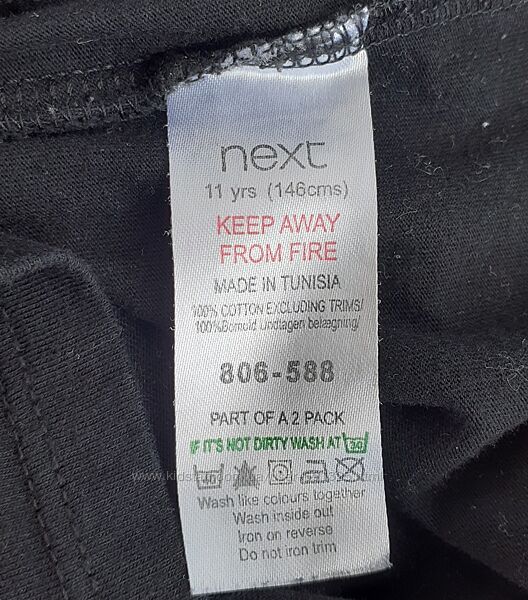 next
11 yrs (146cms)
KEEP AWAY
FROM FIRE
MADE IN TUNISIA
100% COTTON EXCLUDING TRIMS/
100%Bomuld Undtagen belægning/
806-588
PART OF A 2 PACK
IF IT'S NOT DIRTY WASH AT 30
40
Wash like colours together
Wash inside out
Iron on reverse
Do not iron trim